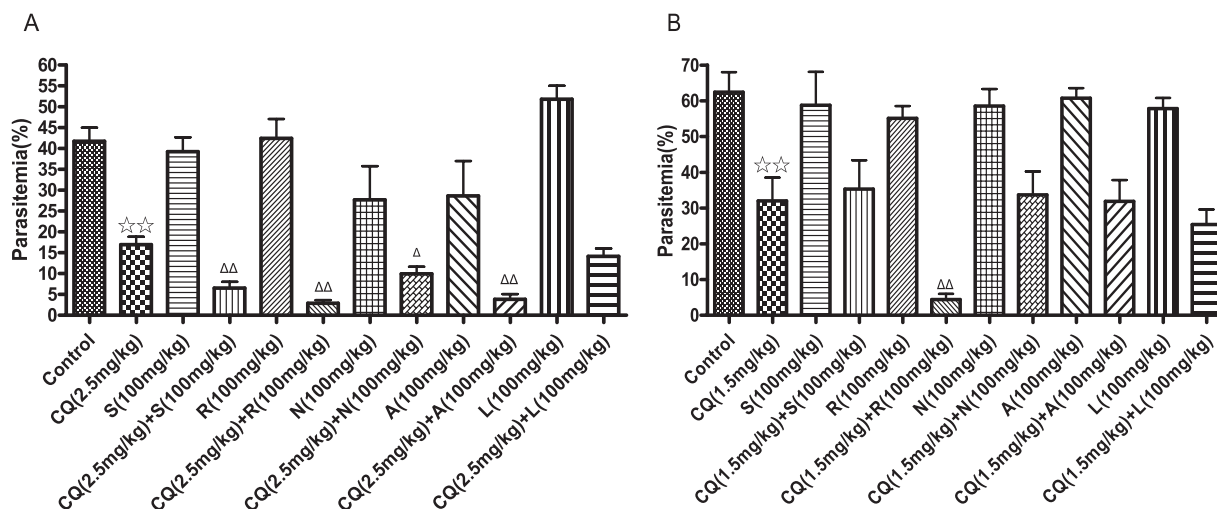 A
Parasitemia(%)
60
55
50
45
40
35
30
25
20
15
10
5
0
☆☆
ΔΔ
ΔΔ
Δ
ΔΔ
Control
CQ(2.5mg/kg)
S(100mg/kg)
CQ(2.5mg/kg)+S(100mg/kg)
R(100mg/kg)
CQ(2.5mg/kg)+R(100mg/kg)
N(100mg/kg)
CQ(2.5mg/kg)+N(100mg/kg)
A(100mg/kg)
CQ(2.5mg/kg)+A(100mg/kg)
L(100mg/kg)
CQ(2.5mg/kg)+L(100mg/kg)
B
Parasitemia(%)
70
60
50
40
30
20
10
0
☆☆
ΔΔ
Control
CQ(1.5mg/kg)
S(100mg/kg)
CQ(1.5mg/kg)+S(100mg/kg)
R(100mg/kg)
CQ(1.5mg/kg)+R(100mg/kg)
N(100mg/kg)
CQ(1.5mg/kg)+N(100mg/kg)
A(100mg/kg)
CQ(1.5mg/kg)+A(100mg/kg)
L(100mg/kg)
CQ(1.5mg/kg)+L(100mg/kg)